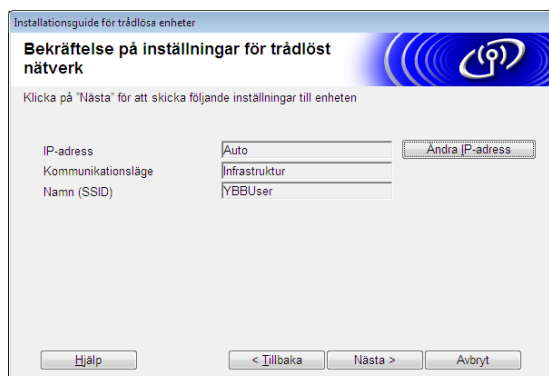 Installationsguide för trådlösa enheter
Bekräftelse på inställningar för trådlöst
nätverk
Klicka på "Nästa" för att skicka följande inställningar till enheten
IP-adress Auto Ändra IP-adress
Kommunikationsläge Infrastruktur
Namn (SSID) YBBUser
Hjälp < Tillbaka Nästa > Avbryt